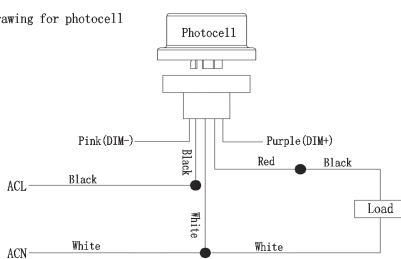 rawing for photocell
Photocell
Pink(DIM-)
Purple(DIM+)
Black
Red
Black
ACL
Black
Load
White
ACN
White
White